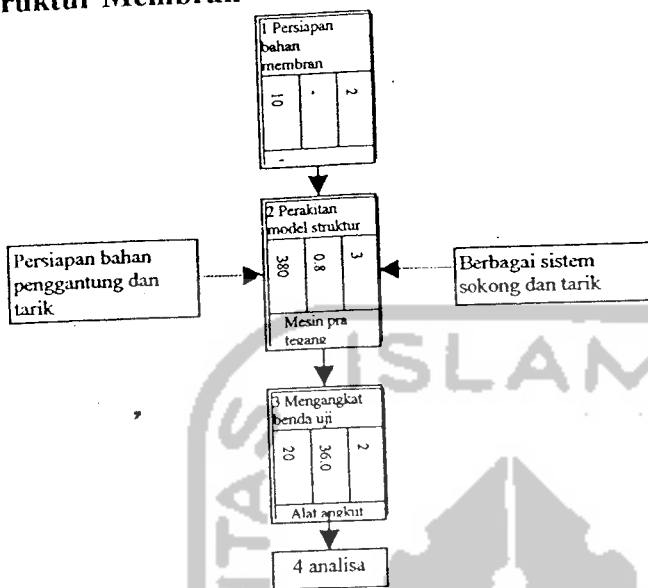 Membran
1 Persiapan
bahan
membran
10
-
2
-
2 Perakitan
model struktur
380
0.8
3
Mesin pra
tegang
Persiapan bahan
penggantung dan
tarik
Berbagai sistem
sokong dan tarik
3 Mengangkat
benda uji
20
36.0
2
Alat angkut
4 analisa
ISLAM